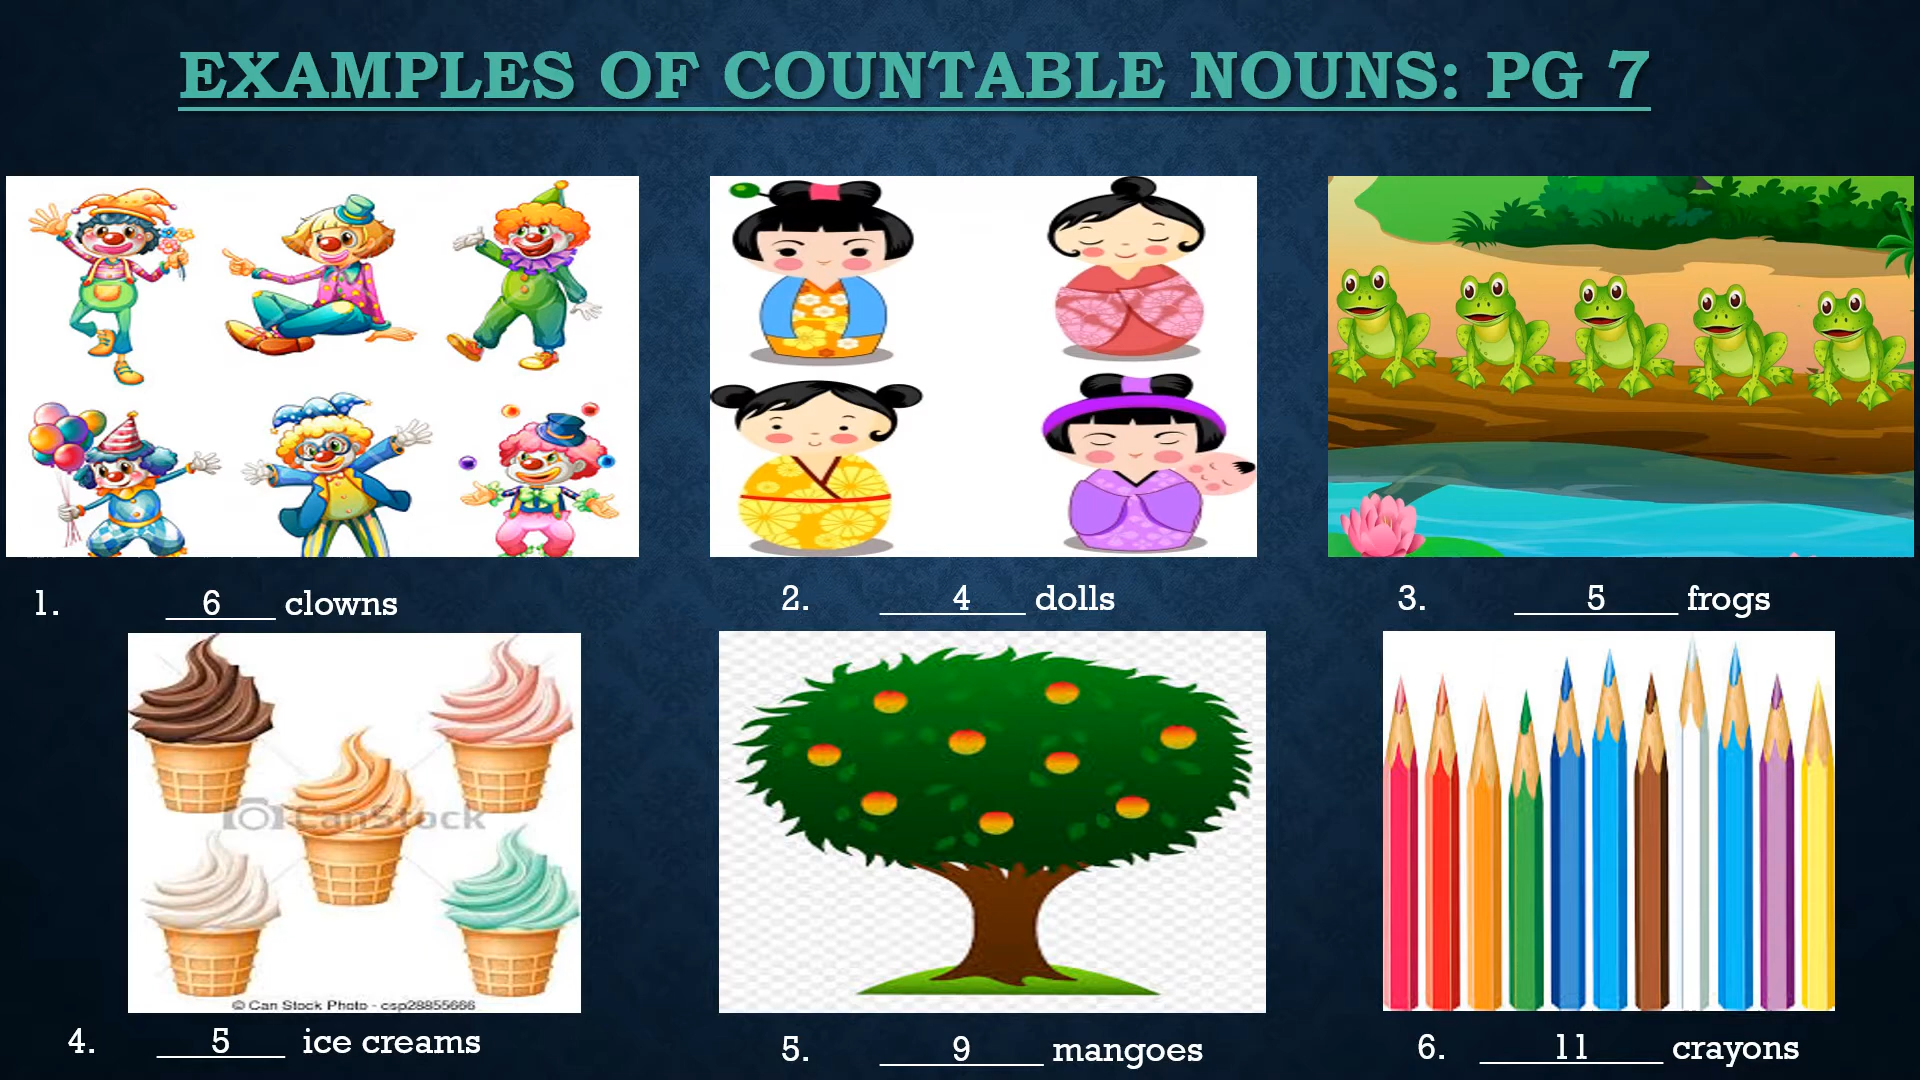 EXAMPLES OF COUNTABLE NOUNS: PG 7
1. 6 clowns
2. 4 dolls
3. 5 frogs
CanStock
© Can Stock Photo - csp28855666
4. 5 ice creams
5. 9 mangoes
6. 11 crayons